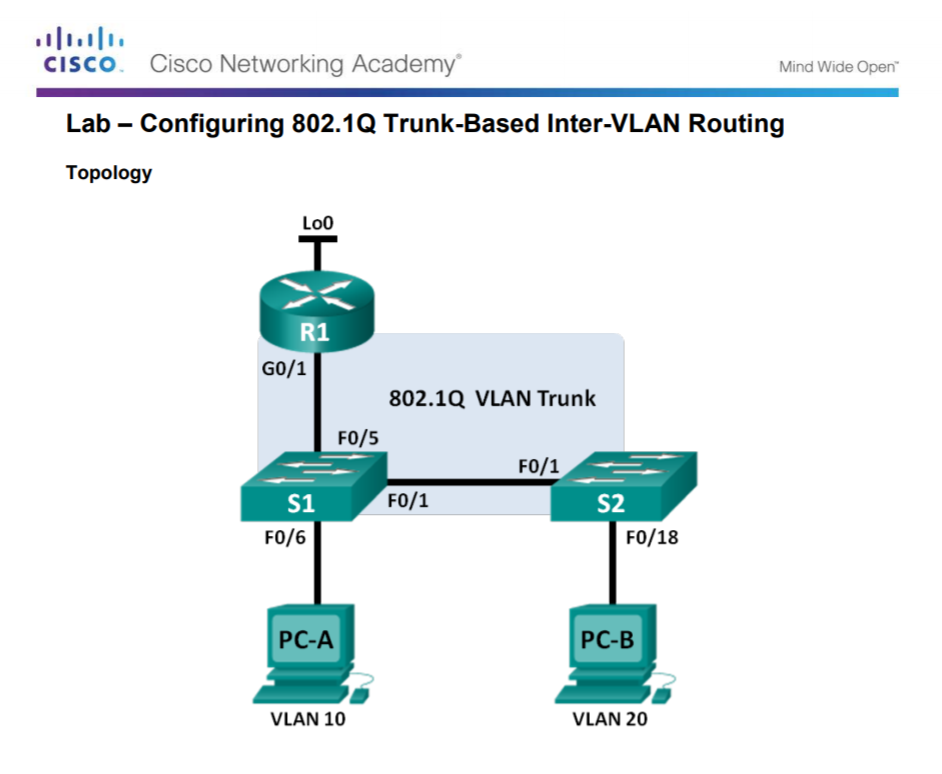 CISCO. Cisco Networking Academy® Mind Wide Open™
Lab – Configuring 802.1Q Trunk-Based Inter-VLAN Routing
Topology
Lo0
R1
G0/1
802.1Q VLAN Trunk
F0/5
F0/1
S1
F0/1
S2
F0/6
F0/18
PC-A
PC-B
VLAN 10
VLAN 20